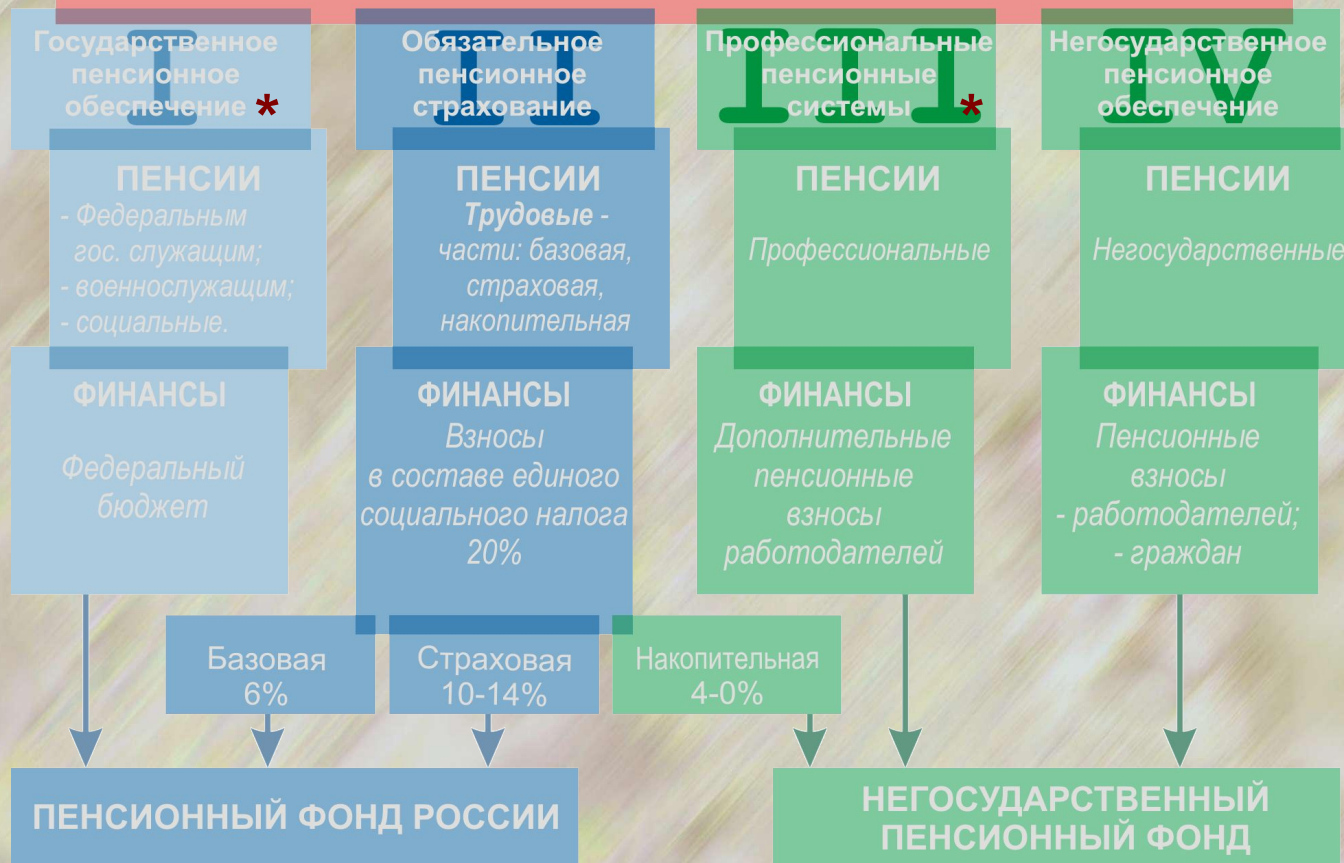 I
Государственное
пенсионное
обеспечение *
ПЕНСИИ
- Федеральным
гос. служащим;
- военнослужащим;
- социальные.
ФИНАНСЫ
Федеральный
бюджет
II
Обязательное
пенсионное
страхование
ПЕНСИИ
Трудовые -
части: базовая,
страховая,
накопительная
ФИНАНСЫ
Взносы
в составе единого
социального налога
20%
III
Профессиональные
пенсионные
системы *
ПЕНСИИ
Профессиональные
ФИНАНСЫ
Дополнительные
пенсионные
взносы
работодателей
IV
Негосударственное
пенсионное
обеспечение
ПЕНСИИ
Негосударственные
ФИНАНСЫ
Пенсионные
взносы
- работодателей;
- граждан
Базовая
6%
Страховая
10-14%
Накопительная
4-0%
ПЕНСИОННЫЙ ФОНД РОССИИ
НЕГОСУДАРСТВЕННЫЙ
ПЕНСИОННЫЙ ФОНД